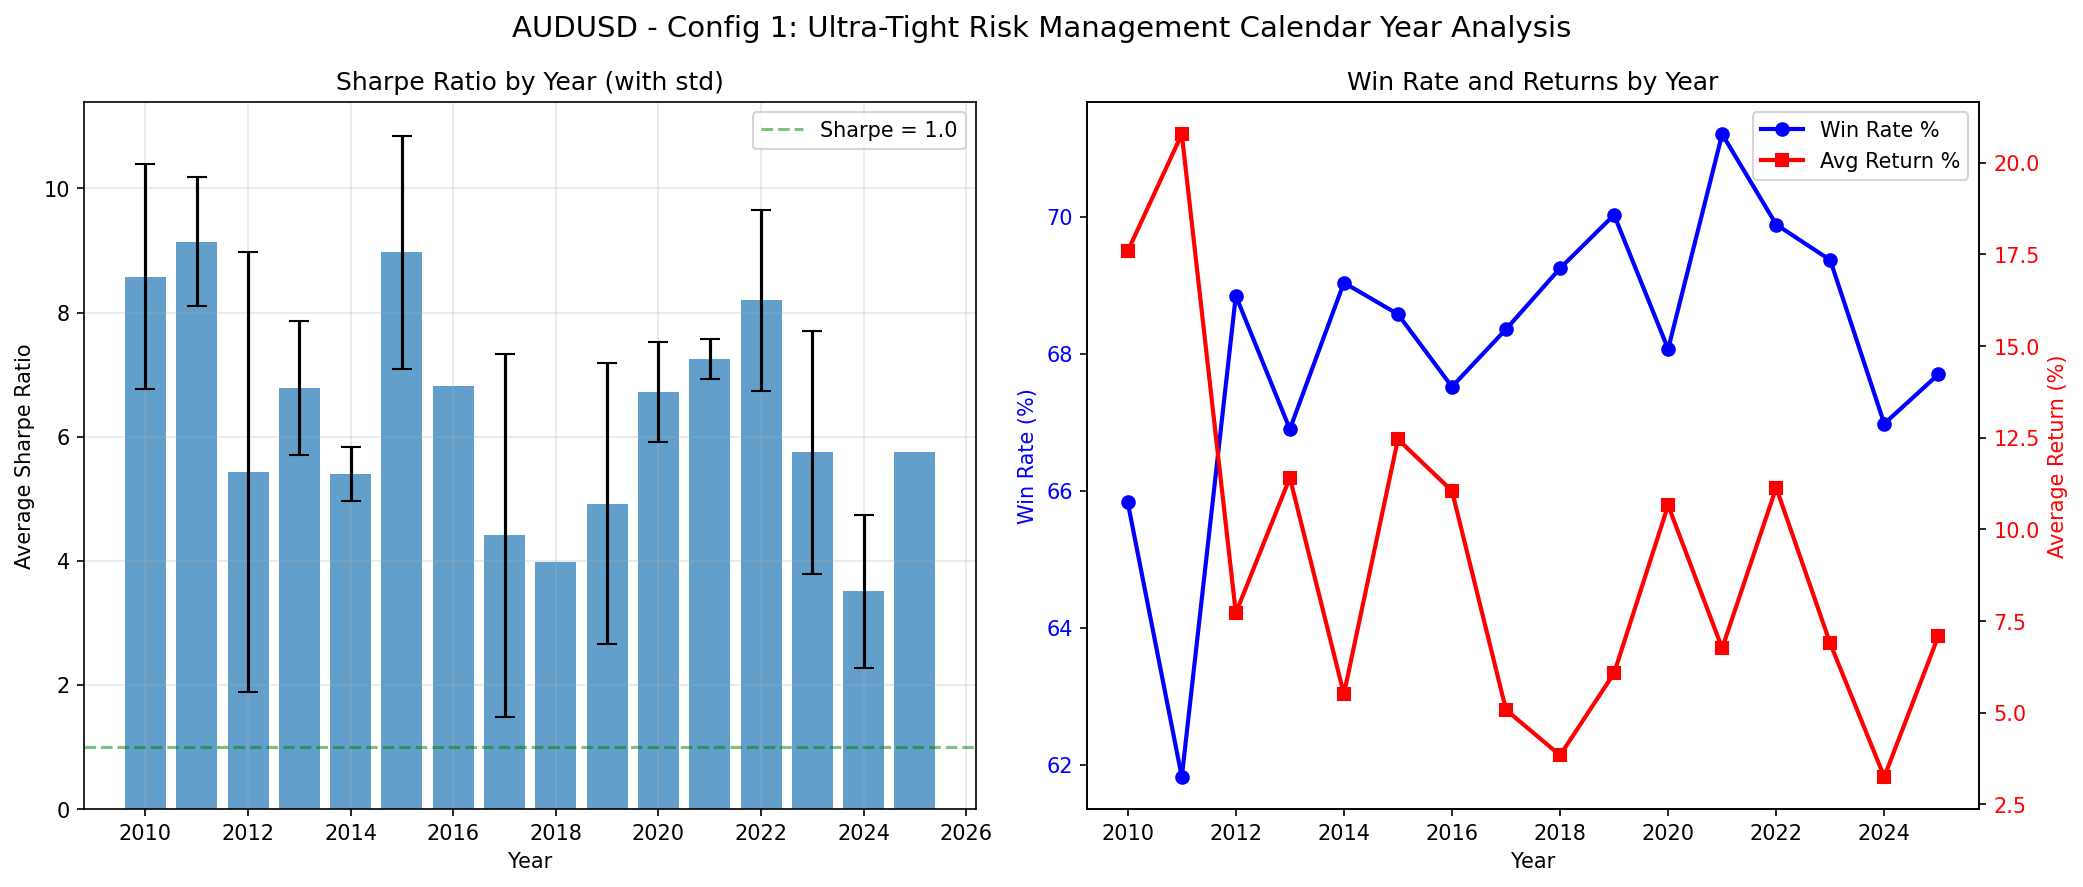 AUDUSD - Config 1: Ultra-Tight Risk Management Calendar Year Analysis
Sharpe Ratio by Year (with std)
Sharpe = 1.0
Average Sharpe Ratio
10
8
6
4
2
0
2010 2012 2014 2016 2018 2020 2022 2024 2026
Year
Win Rate and Returns by Year
Win Rate %
Avg Return %
Win Rate (%)
70
68
66
64
62
20.0
17.5
15.0
12.5
10.0
7.5
5.0
2.5
Average Return (%)
2010 2012 2014 2016 2018 2020 2022 2024
Year